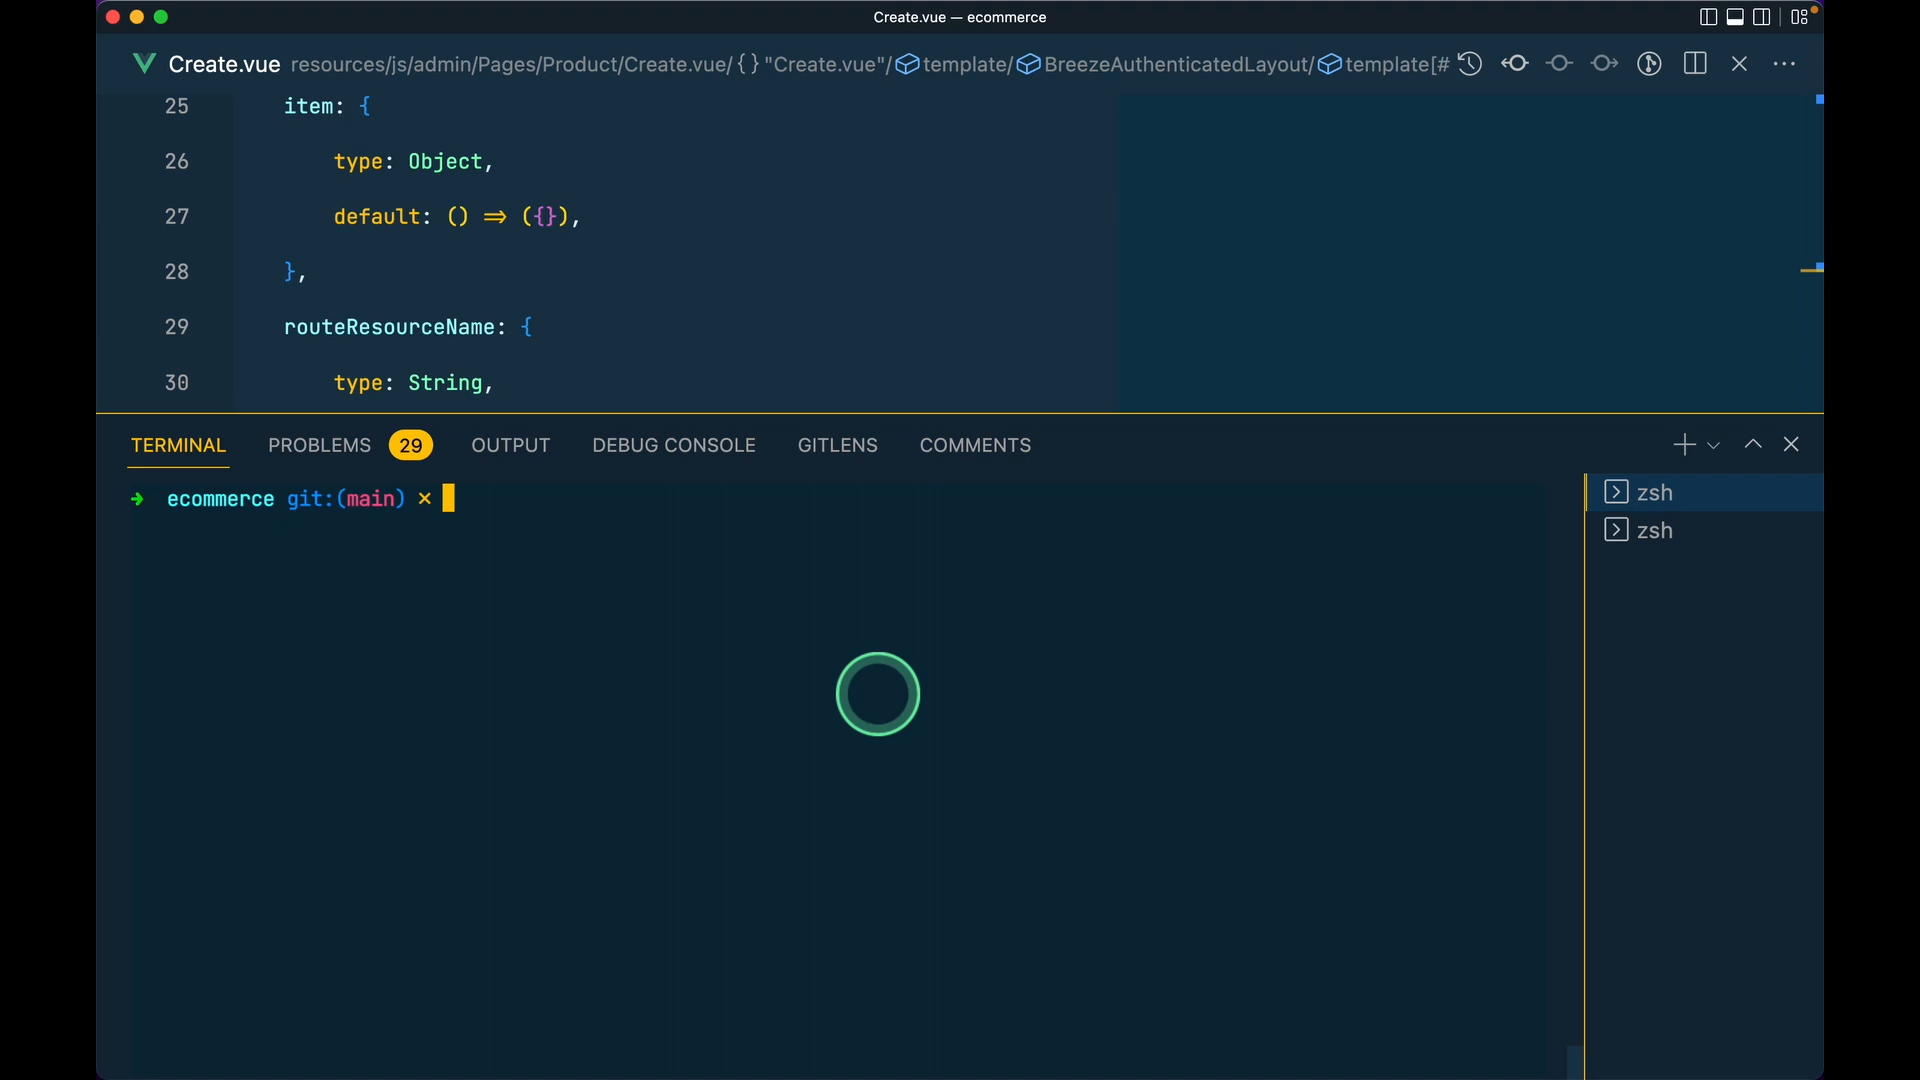 Create.vue — ecommerce
Create.vue resources/js/admin/Pages/Product/Create.vue/{ } "Create.vue"/template/BreezeAuthenticatedLayout/template[#
25 item: {
26 type: Object,
27 default: () => ({}),
28 },
29 routeResourceName: {
30 type: String,
TERMINAL PROBLEMS 29 OUTPUT DEBUG CONSOLE GITLENS COMMENTS
➜ ecommerce git:(main) ✗
zsh
zsh